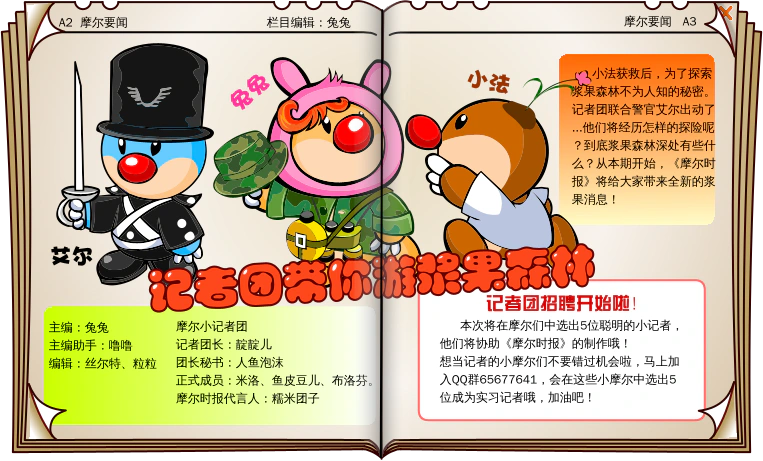 A2 摩尔要闻
栏目编辑：兔兔
摩尔要闻 A3
兔兔
小法
艾尔
小法获救后，为了探索
浆果森林不为人知的秘密。
记者团联合警官艾尔出动了
...他们将经历怎样的探险呢
？到底浆果森林深处有些什
么？从本期开始，《摩尔时
报》将给大家带来全新的浆
果消息！
记者团带你游浆果森林
主编：兔兔
主编助手：噜噜
编辑：丝尔特、粒粒
摩尔小记者团
记者团长：靛靛儿
团长秘书：人鱼泡沫
正式成员：米洛、鱼皮豆儿、布洛芬。
摩尔时报代言人：糯米团子
记者团招聘开始啦！
本次将在摩尔们中选出5位聪明的小记者，
他们将协助《摩尔时报》的制作哦！
想当记者的小摩尔们不要错过机会啦，马上加
入QQ群65677641，会在这些小摩尔中选出5
位成为实习记者哦，加油吧！